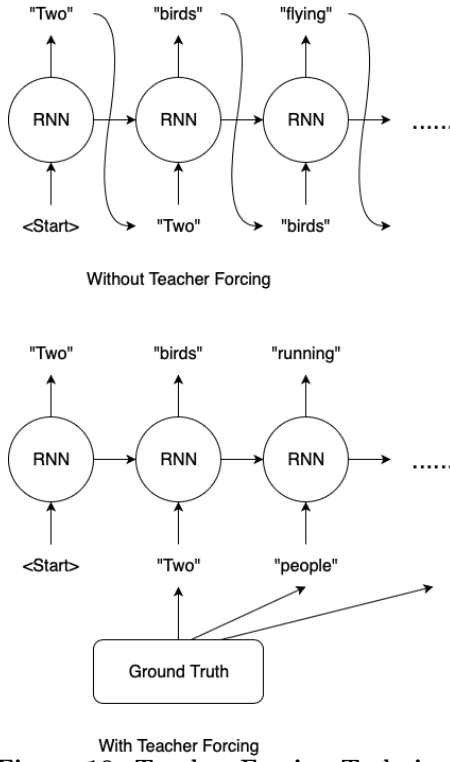 "Two" "birds" "flying"
RNN RNN RNN ......
<Start> "Two" "birds"
Without Teacher Forcing
"Two" "birds" "running"
RNN RNN RNN ......
<Start> "Two" "people"
Ground Truth
With Teacher Forcing